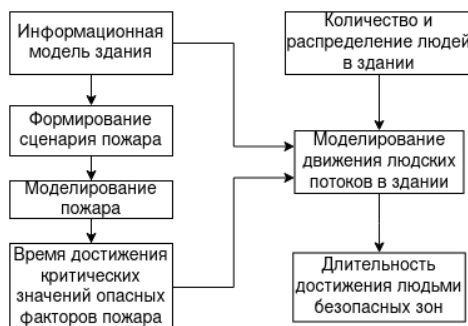 Информационная
модель здания
Формирование
сценария пожара
Моделирование
пожара
Время достижения
критических
значений опасных
факторов пожара
Количество и
распределение людей
в здании
Моделирование
движения людских
потоков в здании
Длительность
достижения людьми
безопасных зон